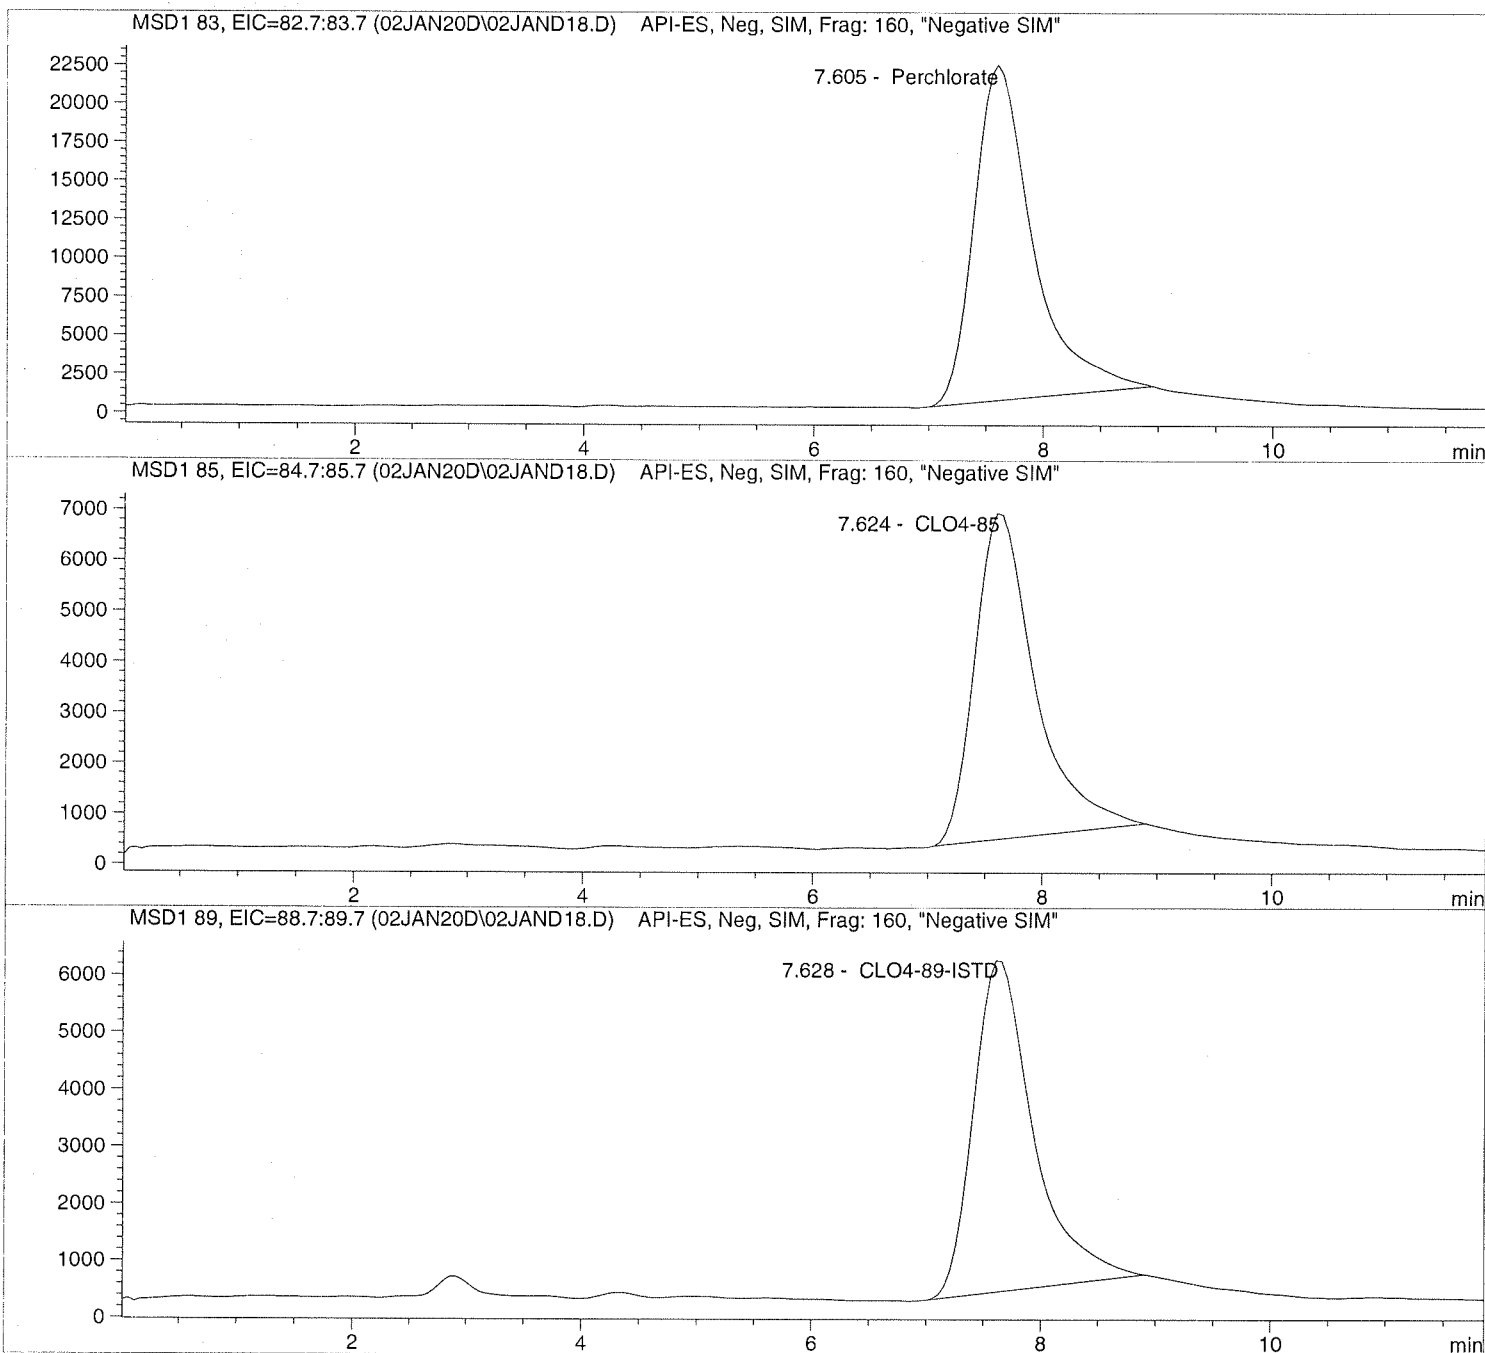 MSD1 83, EIC=82.7:83.7 (02JAN20D\02JAND18.D) API-ES, Neg, SIM, Frag: 160, "Negative SIM"
22500
7.605 - Perchlorate
20000
17500
15000
12500
10000
7500
5000
2500
0
2 4 6 8 10 min
MSD1 85, EIC=84.7:85.7 (02JAN20D\02JAND18.D) API-ES, Neg, SIM, Frag: 160, "Negative SIM"
7000
7.624 - CLO4-85
6000
5000
4000
3000
2000
1000
0
2 4 6 8 10 min
MSD1 89, EIC=88.7:89.7 (02JAN20D\02JAND18.D) API-ES, Neg, SIM, Frag: 160, "Negative SIM"
7.628 - CLO4-89-ISTD
6000
5000
4000
3000
2000
1000
0
2 4 6 8 10 min